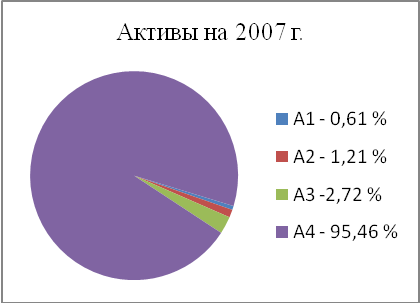 Активы на 2007 г.
А1 - 0,61 %
А2 - 1,21 %
А3 -2,72 %
А4 - 95,46 %